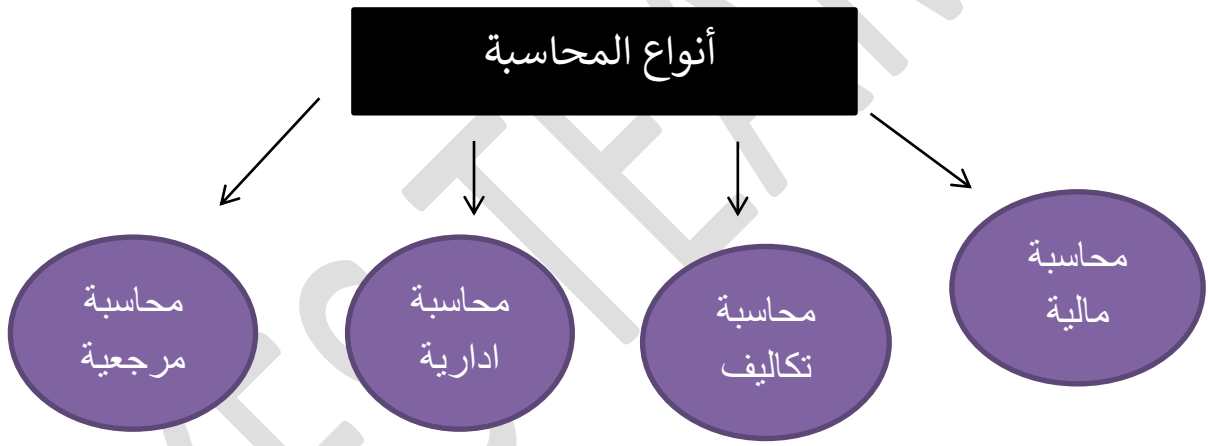 أنواع المحاسبة
محاسبة
مالية
محاسبة
تكاليف
محاسبة
ادارية
محاسبة
مرجعية